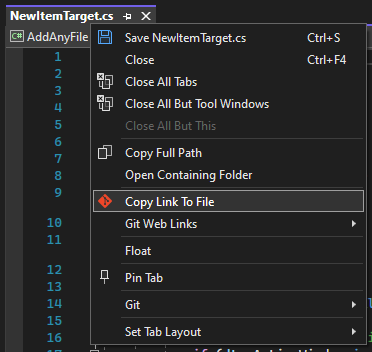 NewItemTarget.cs
C# AddAnyFile
Save NewItemTarget.cs Ctrl+S
Close Ctrl+F4
Close All Tabs
Close All But Tool Windows
Close All But This
Copy Full Path
Open Containing Folder
Copy Link To File
Git Web Links
Float
Pin Tab
Git
Set Tab Layout
1
2
3
4
5
6
7
8
9
10
11
12
13
14
15
16